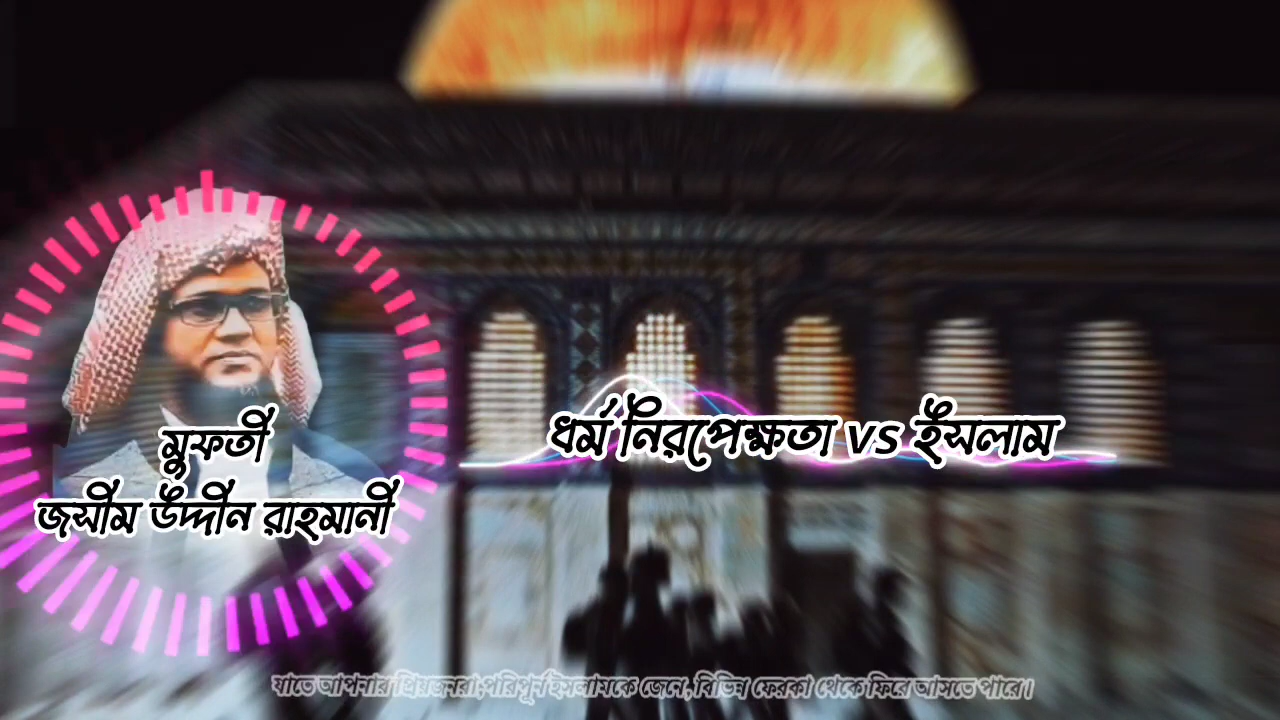 মুফতী
জসীম উদ্দীন রাহমানী
ধর্ম নিরপেক্ষতা vs ইসলাম
যাতে আপনার প্রিয়জনরা পরিপূর্ন ইসলামকে জেনে, বিভিন্ন ফেরকা থেকে ফিরে আসতে পারে।